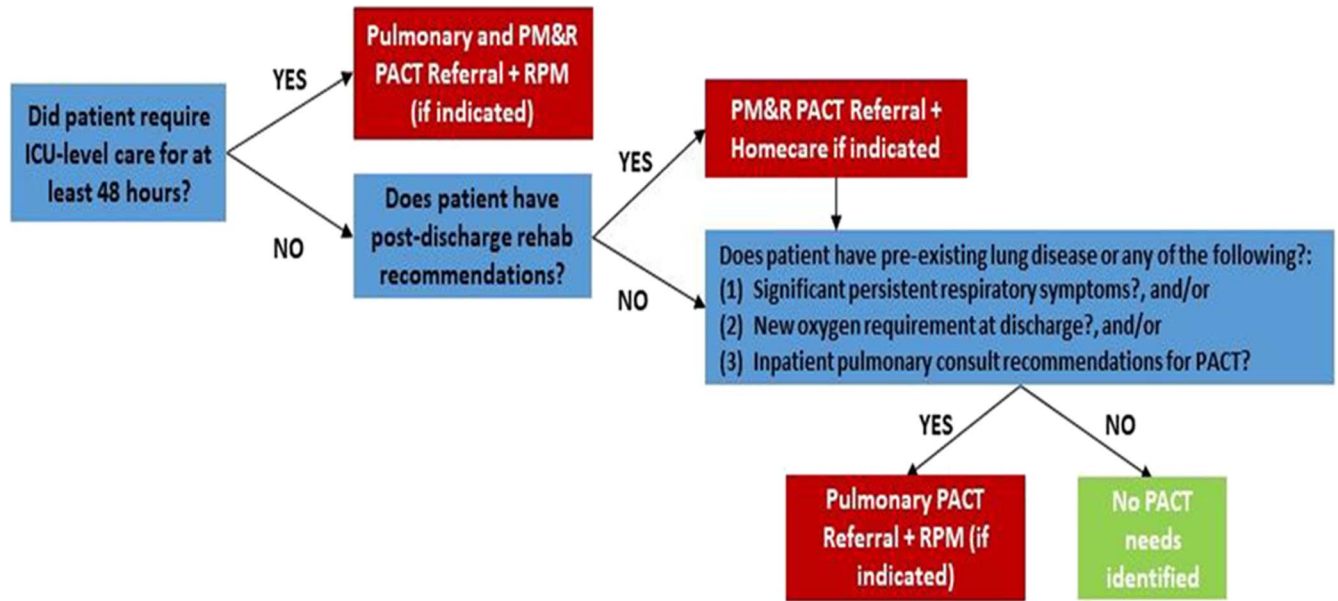 Did patient require
ICU-level care for at
least 48 hours?
YES
NO
Pulmonary and PM&R
PACT Referral + RPM
(if indicated)
Does patient have
post-discharge rehab
recommendations?
YES
NO
PM&R PACT Referral +
Homecare if indicated
Does patient have pre-existing lung disease or any of the following?:
(1) Significant persistent respiratory symptoms?, and/or
(2) New oxygen requirement at discharge?, and/or
(3) Inpatient pulmonary consult recommendations for PACT?
YES
NO
Pulmonary PACT
Referral + RPM (if
indicated)
No PACT
needs
identified